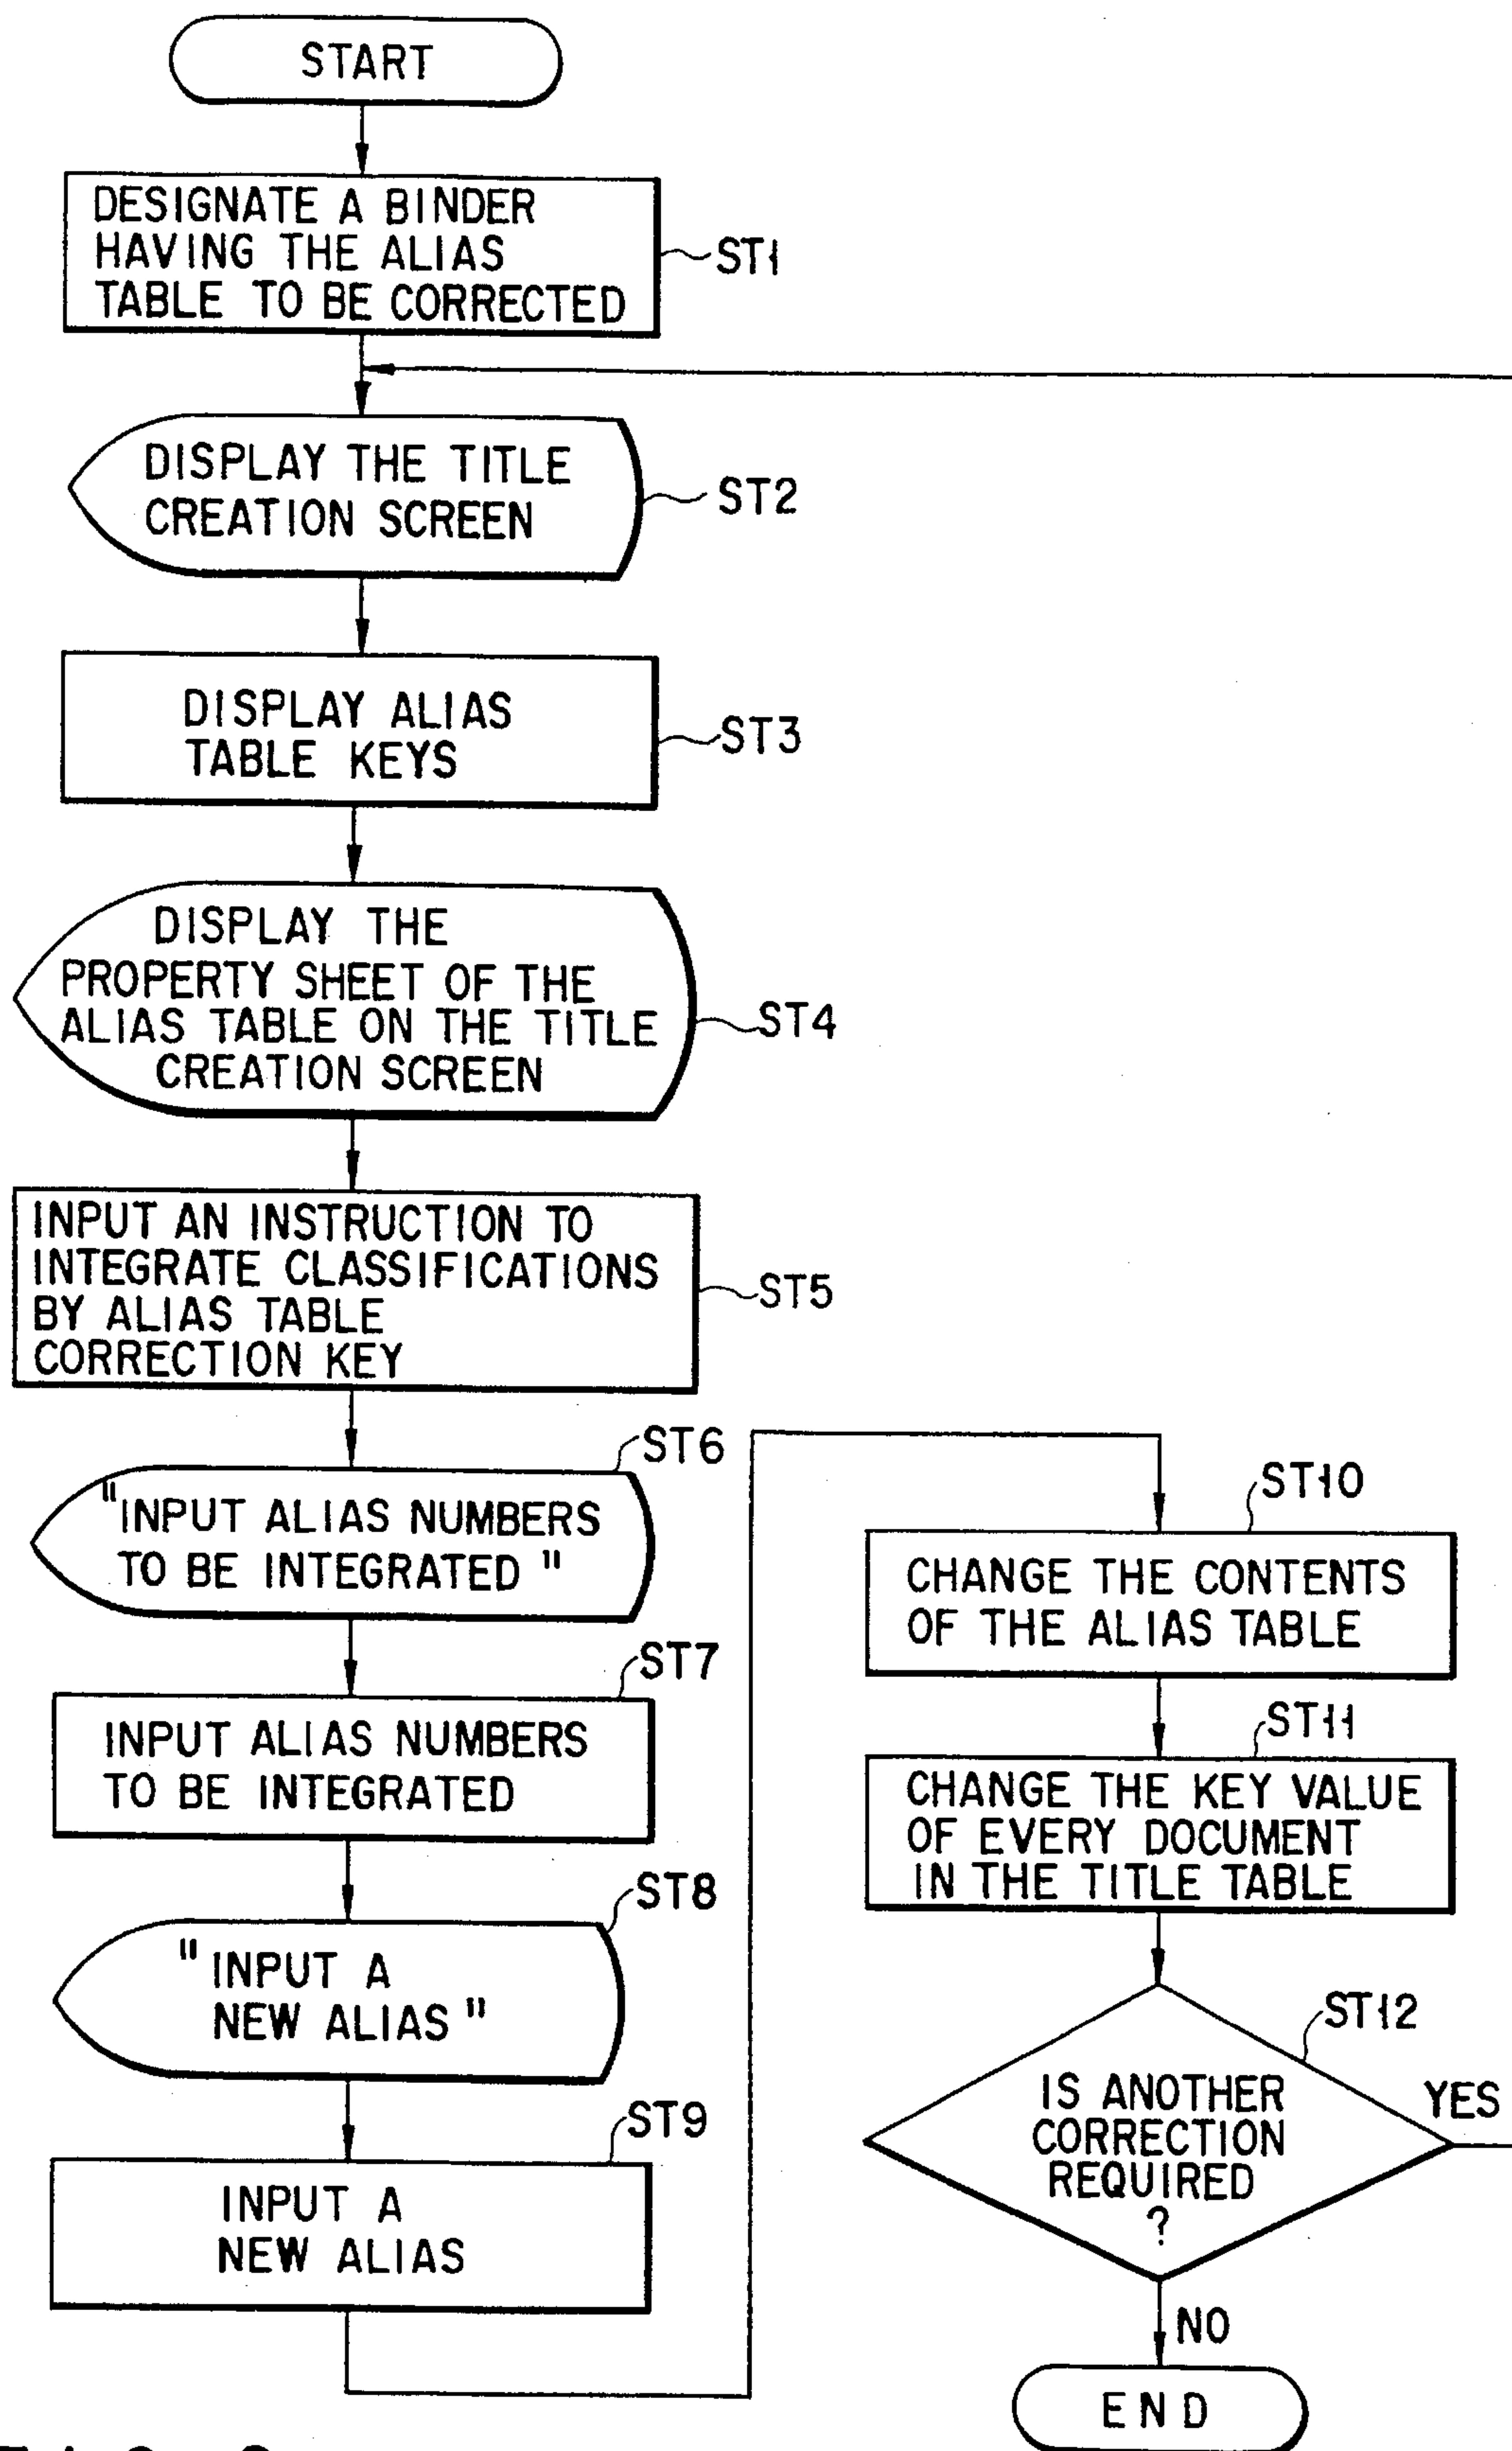 START
DESIGNATE A BINDER
HAVING THE ALIAS
TABLE TO BE CORRECTED
ST1
DISPLAY THE TITLE
CREATION SCREEN
ST2
DISPLAY ALIAS
TABLE KEYS
ST3
DISPLAY THE
PROPERTY SHEET OF THE
ALIAS TABLE ON THE TITLE
CREATION SCREEN
ST4
INPUT AN INSTRUCTION TO
INTEGRATE CLASSIFICATIONS
BY ALIAS TABLE
CORRECTION KEY
ST5
ST6
"INPUT ALIAS NUMBERS
TO BE INTEGRATED"
ST7
INPUT ALIAS NUMBERS
TO BE INTEGRATED
ST8
"INPUT A
NEW ALIAS"
ST9
INPUT A
NEW ALIAS
ST10
CHANGE THE CONTENTS
OF THE ALIAS TABLE
ST11
CHANGE THE KEY VALUE
OF EVERY DOCUMENT
IN THE TITLE TABLE
ST12
IS ANOTHER
CORRECTION
REQUIRED
?
YES
NO
END